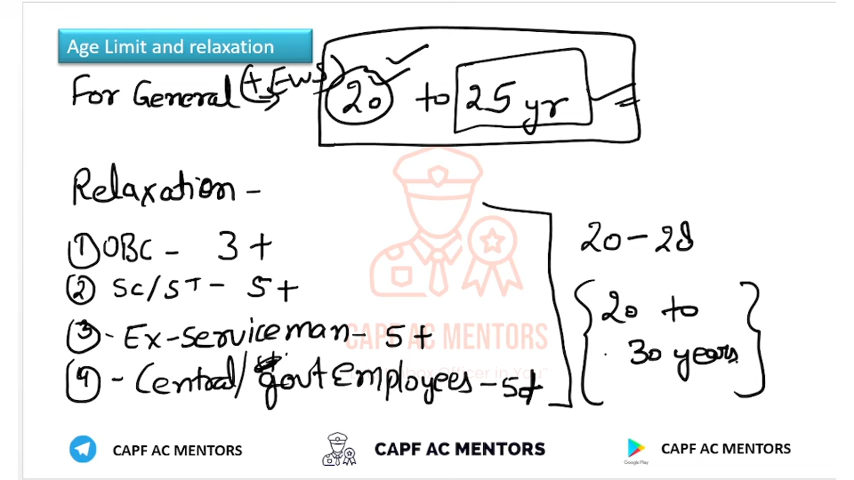 Age Limit and relaxation
For General (+EWS) → 20 to 25 yr
Relaxation -
① OBC - 3+
② SC/ST - 5+
③ - Ex-serviceman - 5+
④ - Central/govt Employees - 5+
20-28
{20 to
30 years}
CAPF AC MENTORS
CAPF AC MENTORS
CAPF AC MENTORS
CAPF AC MENTORS